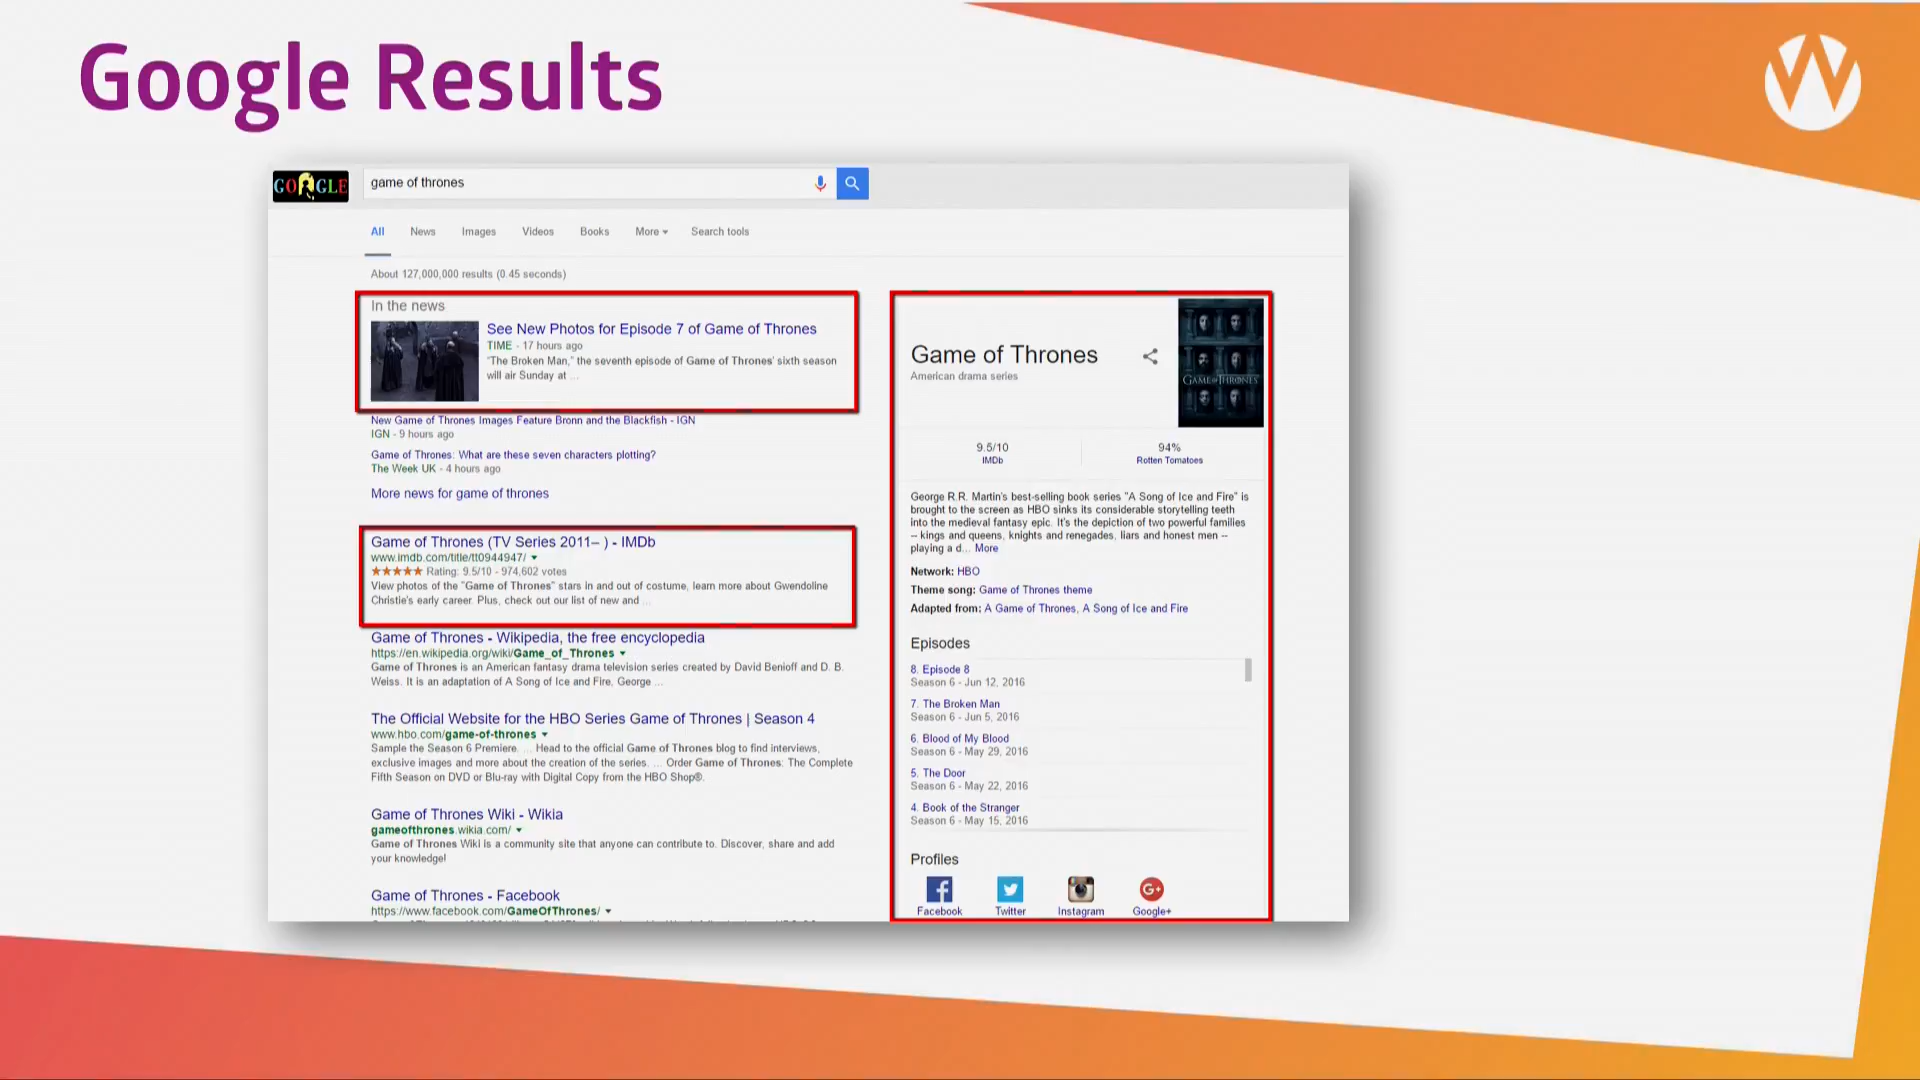 Google Results
W
GOOGLE
game of thrones
All News Images Videos Books More Search tools
About 127,000,000 results (0.45 seconds)
In the news
See New Photos for Episode 7 of Game of Thrones
TIME - 17 hours ago
"The Broken Man," the seventh episode of Game of Thrones' sixth season
will air Sunday at ...
New Game of Thrones Images Feature Bronn and the Blackfish - IGN
IGN - 9 hours ago
Game of Thrones: What are these seven characters plotting?
The Week UK - 4 hours ago
More news for game of thrones
Game of Thrones (TV Series 2011– ) - IMDb
www.imdb.com/title/tt0944947/
Rating: 9.5/10 - 974,602 votes
View photos of the "Game of Thrones" stars in and out of costume, learn more about Gwendoline
Christie's early career. Plus, check out our list of new and ...
Game of Thrones - Wikipedia, the free encyclopedia
https://en.wikipedia.org/wiki/Game_of_Thrones
Game of Thrones is an American fantasy drama television series created by David Benioff and D. B.
Weiss. It is an adaptation of A Song of Ice and Fire, George ...
The Official Website for the HBO Series Game of Thrones | Season 4
www.hbo.com/game-of-thrones
Sample the Season 6 Premiere. ... Head to the official Game of Thrones blog to find interviews,
exclusive images and more about the creation of the series. ... Order Game of Thrones: The Complete
Fifth Season on DVD or Blu-ray with Digital Copy from the HBO Shop®.
Game of Thrones Wiki - Wikia
gameofthrones.wikia.com/
Game of Thrones Wiki is a community site that anyone can contribute to. Discover, share and add
your knowledge!
Game of Thrones - Facebook
https://www.facebook.com/GameOfThrones/
Game of Thrones
American drama series
GAME OF THRONES
9.5/10 94%
IMDb Rotten Tomatoes
George R.R. Martin's best-selling book series "A Song of Ice and Fire" is
brought to the screen as HBO sinks its considerable storytelling teeth
into the medieval fantasy epic. It's the depiction of two powerful families
-- kings and queens, knights and renegades, liars and honest men --
playing a d... More
Network: HBO
Theme song: Game of Thrones theme
Adapted from: A Game of Thrones, A Song of Ice and Fire
Episodes
8. Episode 8
Season 6 - Jun 12, 2016
7. The Broken Man
Season 6 - Jun 5, 2016
6. Blood of My Blood
Season 6 - May 29, 2016
5. The Door
Season 6 - May 22, 2016
4. Book of the Stranger
Season 6 - May 15, 2016
Profiles
Facebook Twitter Instagram Google+